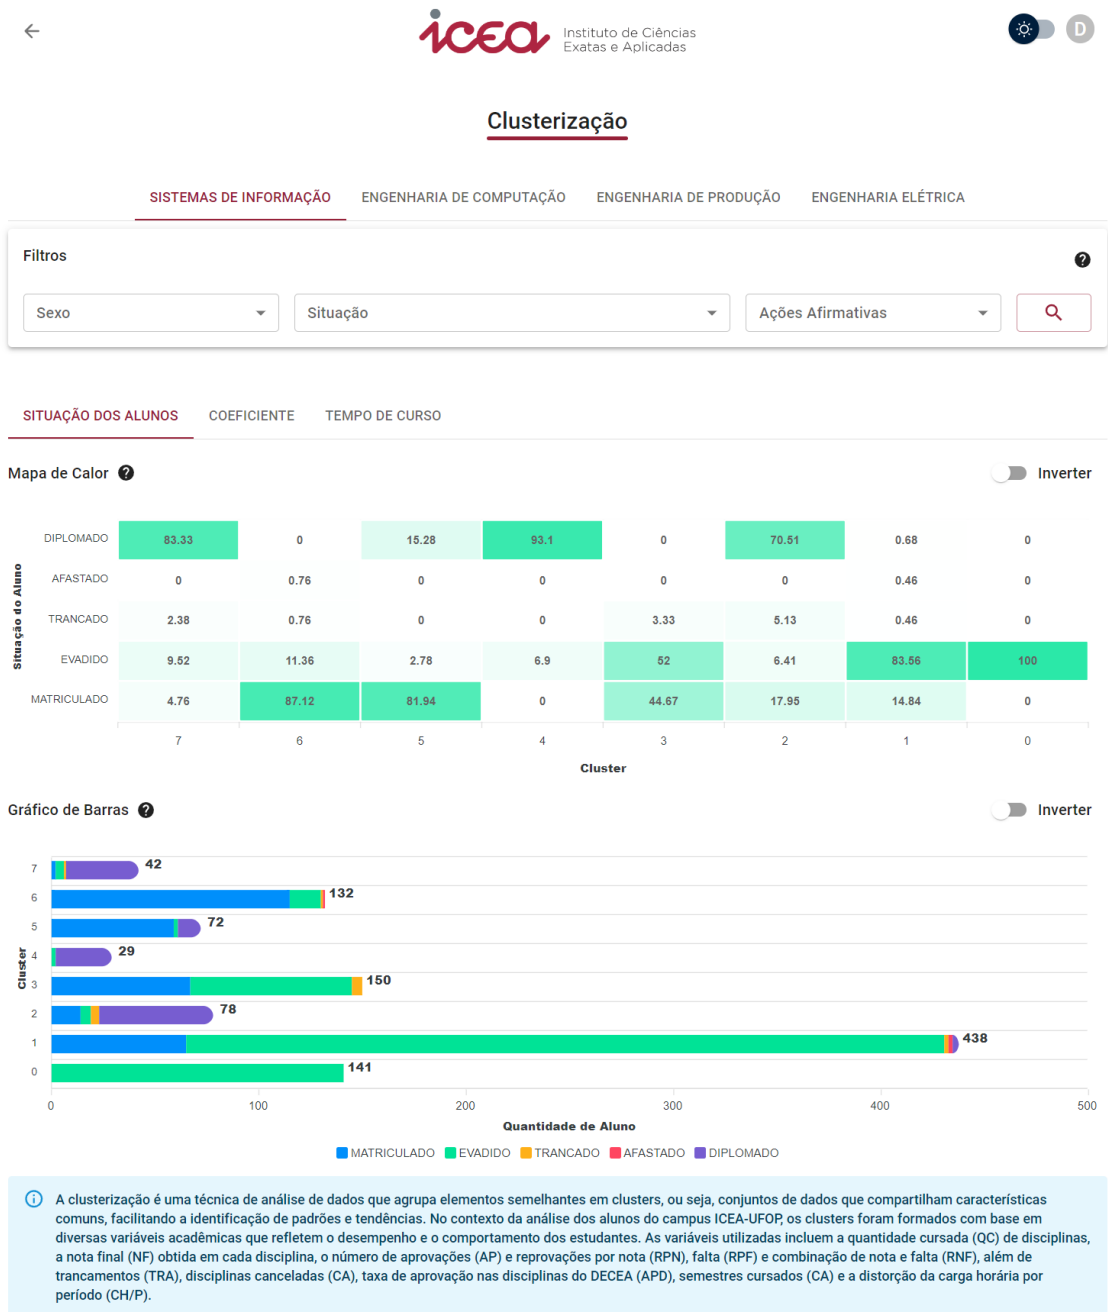 icea Instituto de Ciências
Exatas e Aplicadas
D
Clusterização
SISTEMAS DE INFORMAÇÃO ENGENHARIA DE COMPUTAÇÃO ENGENHARIA DE PRODUÇÃO ENGENHARIA ELÉTRICA
Filtros
?
Sexo Situação Ações Afirmativas
SITUAÇÃO DOS ALUNOS COEFICIENTE TEMPO DE CURSO
Mapa de Calor ? Inverter
Situação do Aluno
DIPLOMADO 83.33 0 15.28 93.1 0 70.51 0.68 0
AFASTADO 0 0.76 0 0 0 0 0.46 0
TRANCADO 2.38 0.76 0 0 3.33 5.13 0.46 0
EVADIDO 9.52 11.36 2.78 6.9 52 6.41 83.56 100
MATRICULADO 4.76 87.12 81.94 0 44.67 17.95 14.84 0
7 6 5 4 3 2 1 0
Cluster
Gráfico de Barras ? Inverter
Cluster
7 42
6 132
5 72
4 29
3 150
2 78
1 438
0 141
0 100 200 300 400 500
Quantidade de Aluno
MATRICULADO EVADIDO TRANCADO AFASTADO DIPLOMADO
A clusterização é uma técnica de análise de dados que agrupa elementos semelhantes em clusters, ou seja, conjuntos de dados que compartilham características
comuns, facilitando a identificação de padrões e tendências. No contexto da análise dos alunos do campus ICEA-UFOP, os clusters foram formados com base em
diversas variáveis acadêmicas que refletem o desempenho e o comportamento dos estudantes. As variáveis utilizadas incluem a quantidade cursada (QC) de disciplinas,
a nota final (NF) obtida em cada disciplina, o número de aprovações (AP) e reprovações por nota (RPN), falta (RPF) e combinação de nota e falta (RNF), além de
trancamentos (TRA), disciplinas canceladas (CA), taxa de aprovação nas disciplinas do DECEA (APD), semestres cursados (CA) e a distorção da carga horária por
período (CH/P).